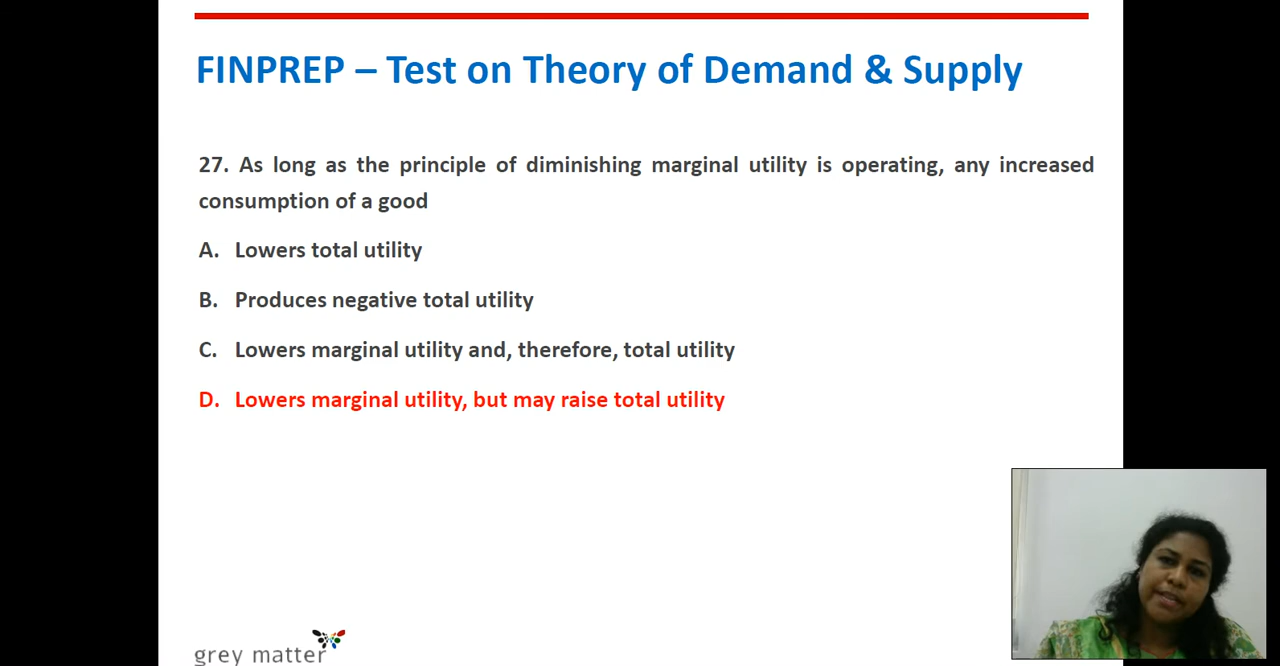 FINPREP – Test on Theory of Demand & Supply
27. As long as the principle of diminishing marginal utility is operating, any increased
consumption of a good
A. Lowers total utility
B. Produces negative total utility
C. Lowers marginal utility and, therefore, total utility
D. Lowers marginal utility, but may raise total utility
grey matter